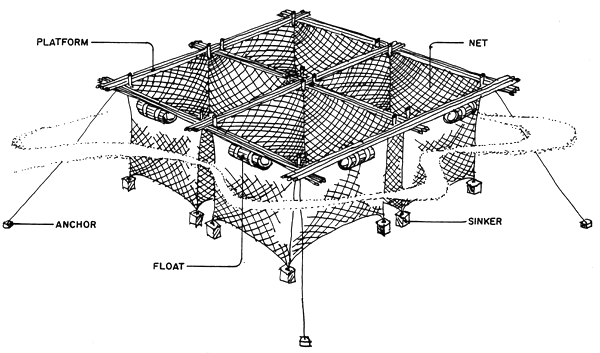 PLATFORM
NET
ANCHOR
SINKER
FLOAT